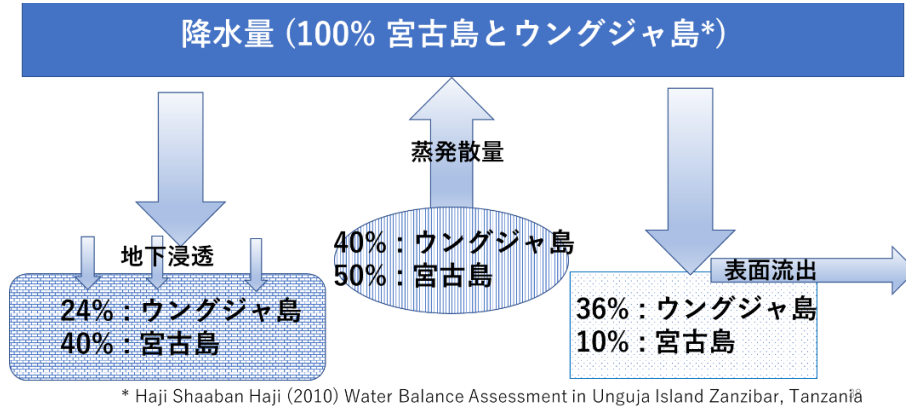 降水量 (100% 宮古島とウングジャ島*)
蒸発散量
地下浸透
24%：ウングジャ島
40%：宮古島
40%：ウングジャ島
50%：宮古島
表面流出
36%：ウングジャ島
10%：宮古島
* Haji Shaaban Haji (2010) Water Balance Assessment in Unguja Island Zanzibar, Tanzania